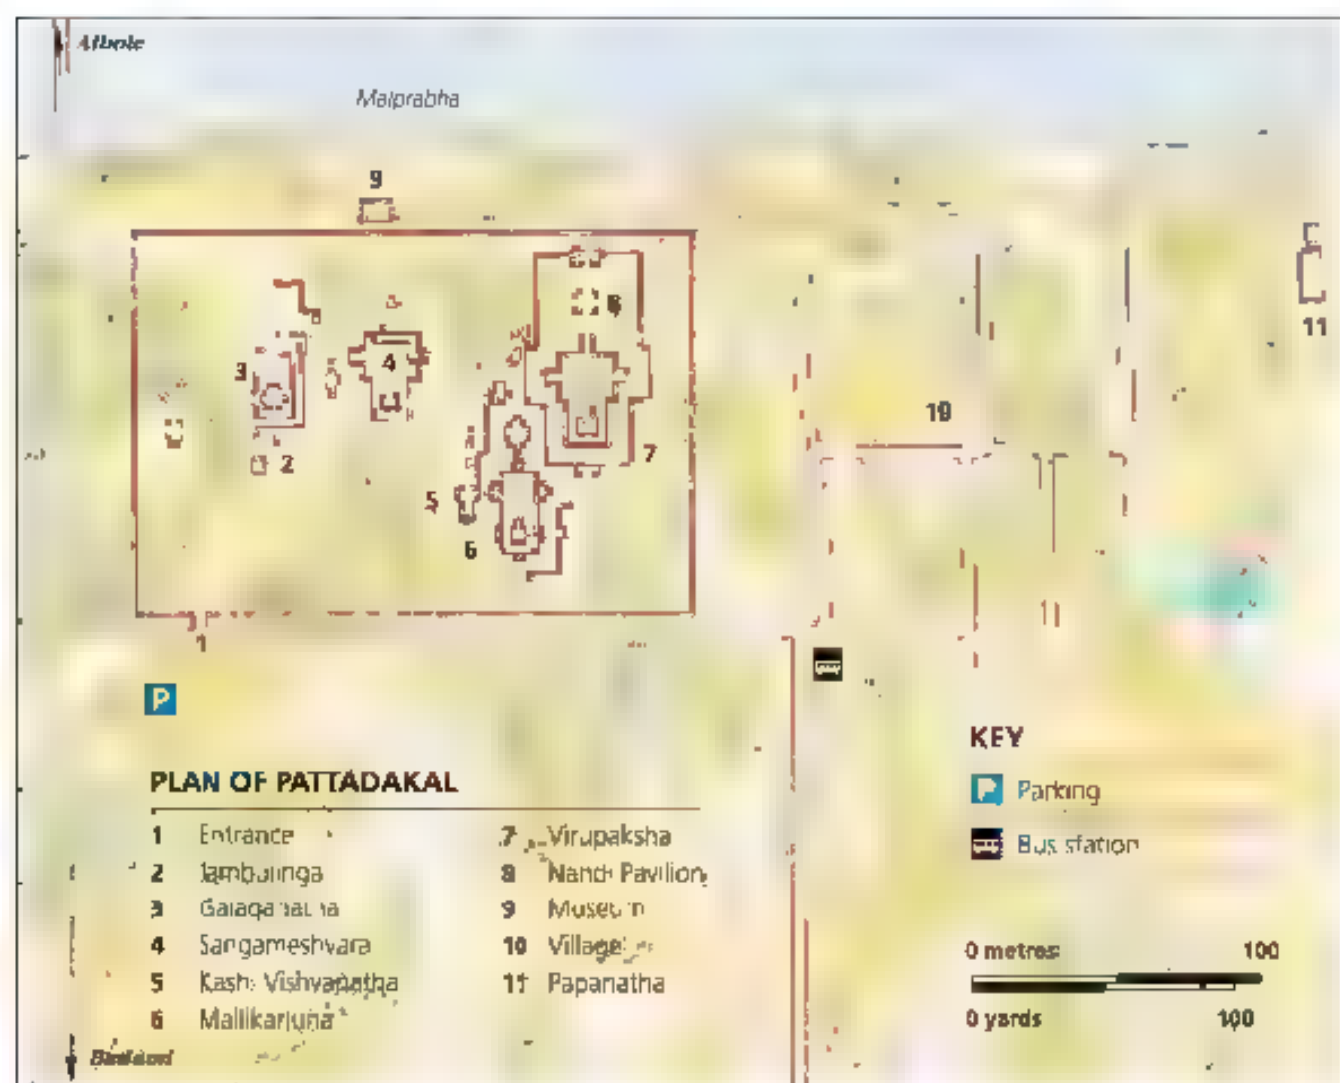 Malprabha
9
8
3
4
11
10
2
7
5
6
1
P
KEY
P Parking
Bus station
PLAN OF PATTADAKAL
1 Entrance
2 Jambulinga
3 Galaganatha
4 Sangameshvara
5 Kashi Vishvanatha
6 Mallikarjuna
7 Virupaksha
8 Nandi Pavilion
9 Museum
10 Village
11 Papanatha
0 metres 100
0 yards 100